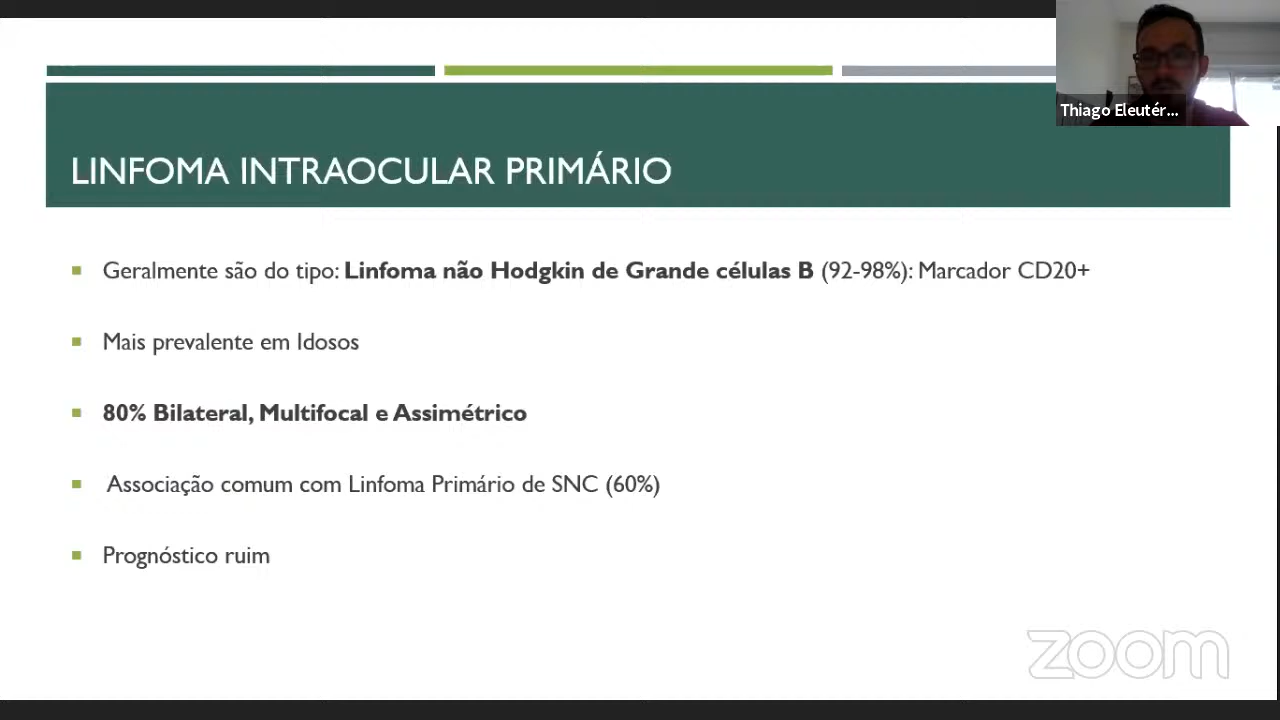 Thiago Eleutér...
LINFOMA INTRAOCULAR PRIMÁRIO
Geralmente são do tipo: Linfoma não Hodgkin de Grande células B (92-98%): Marcador CD20+
Mais prevalente em Idosos
80% Bilateral, Multifocal e Assimétrico
Associação comum com Linfoma Primário de SNC (60%)
Prognóstico ruim
zoom